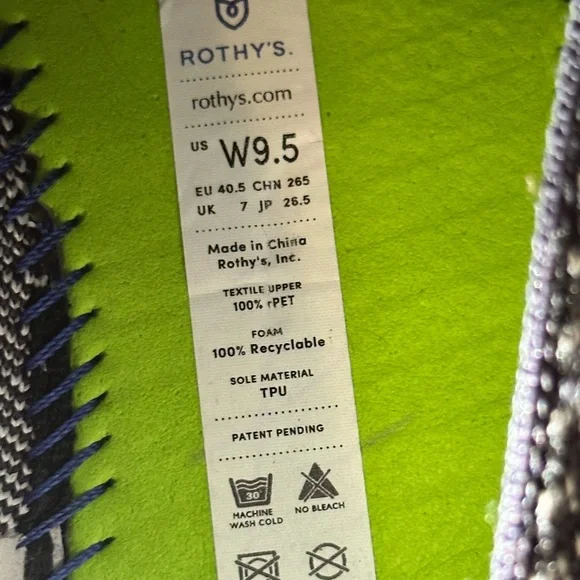 ROTHY'S.
rothys.com
US W9.5
EU 40.5 CHN 265
UK 7 JP 26.5
Made in China
Rothy's, Inc.
TEXTILE UPPER
100% rPET
FOAM
100% Recyclable
SOLE MATERIAL
TPU
PATENT PENDING
30°
MACHINE WASH COLD
NO BLEACH